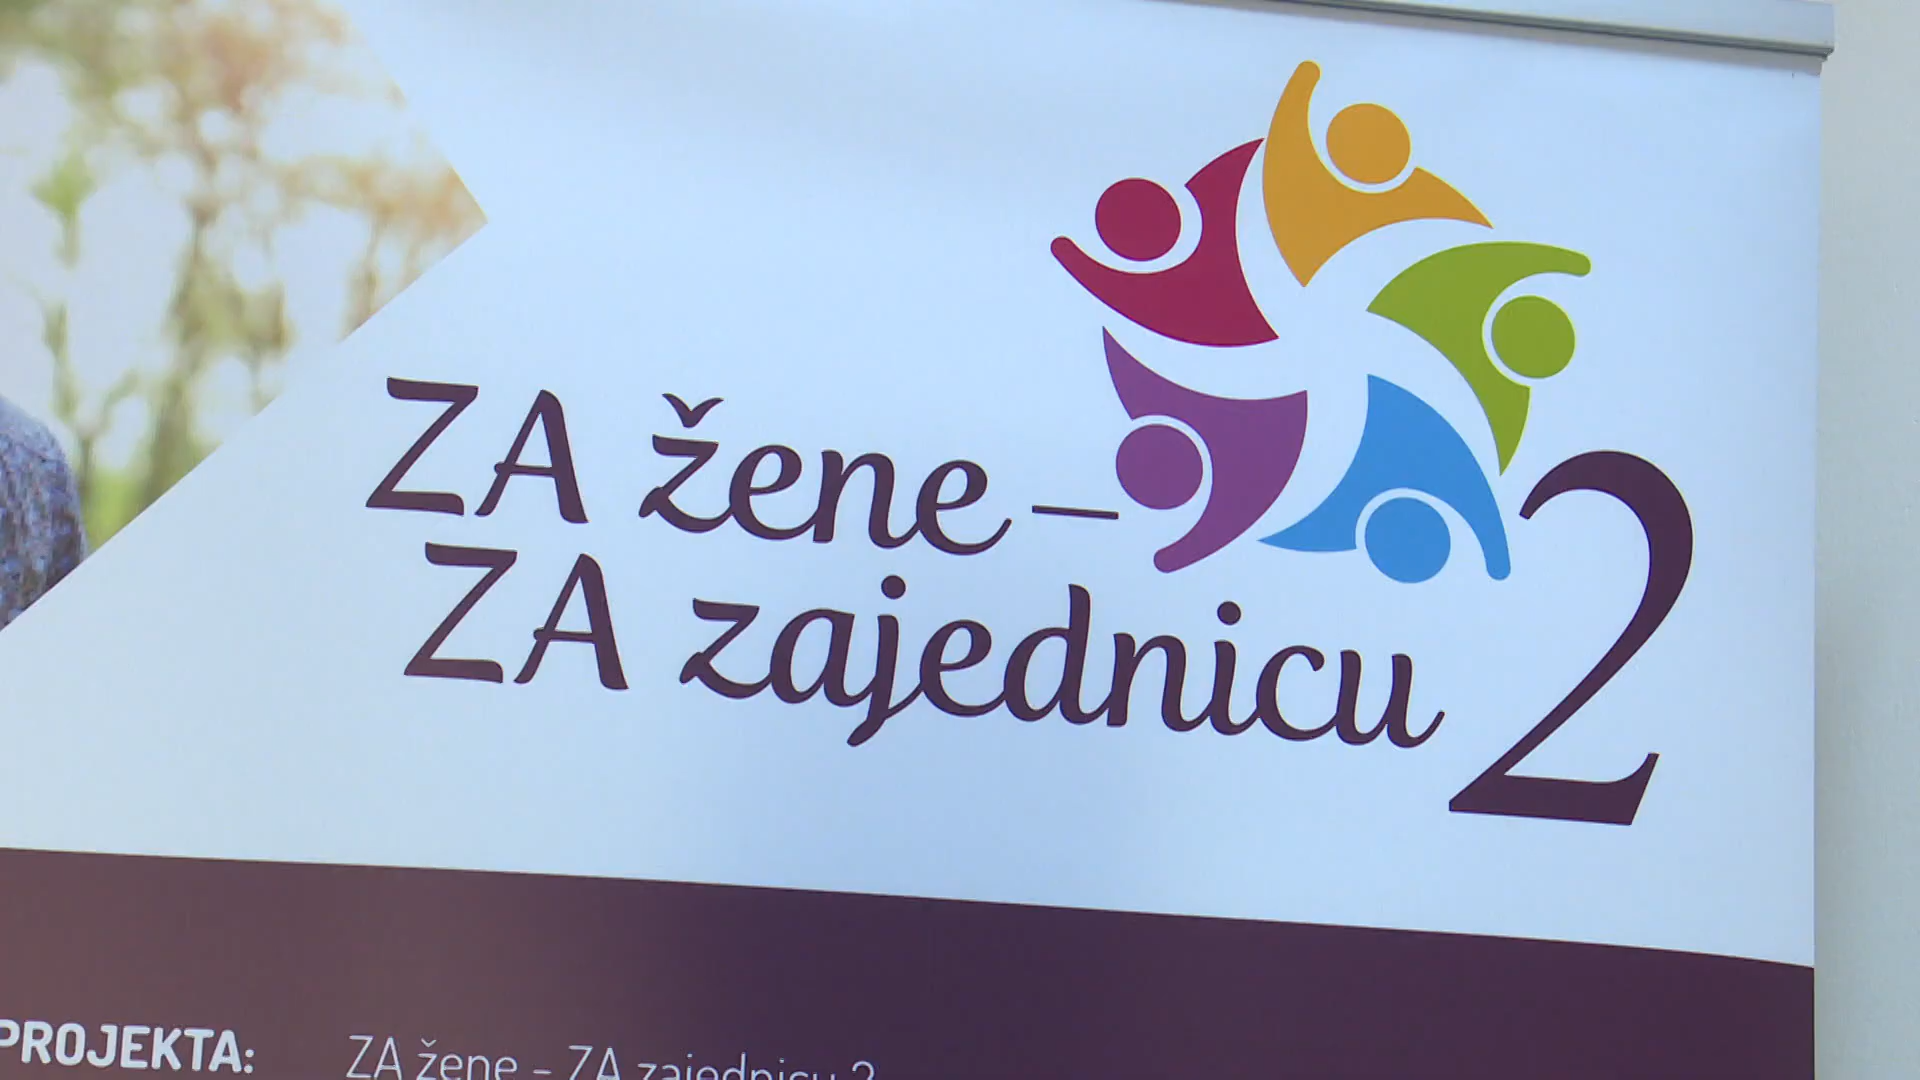 ZA žene –
ZA zajednicu 2
PROJEKTA: ZA žene - ZA zajednicu 2